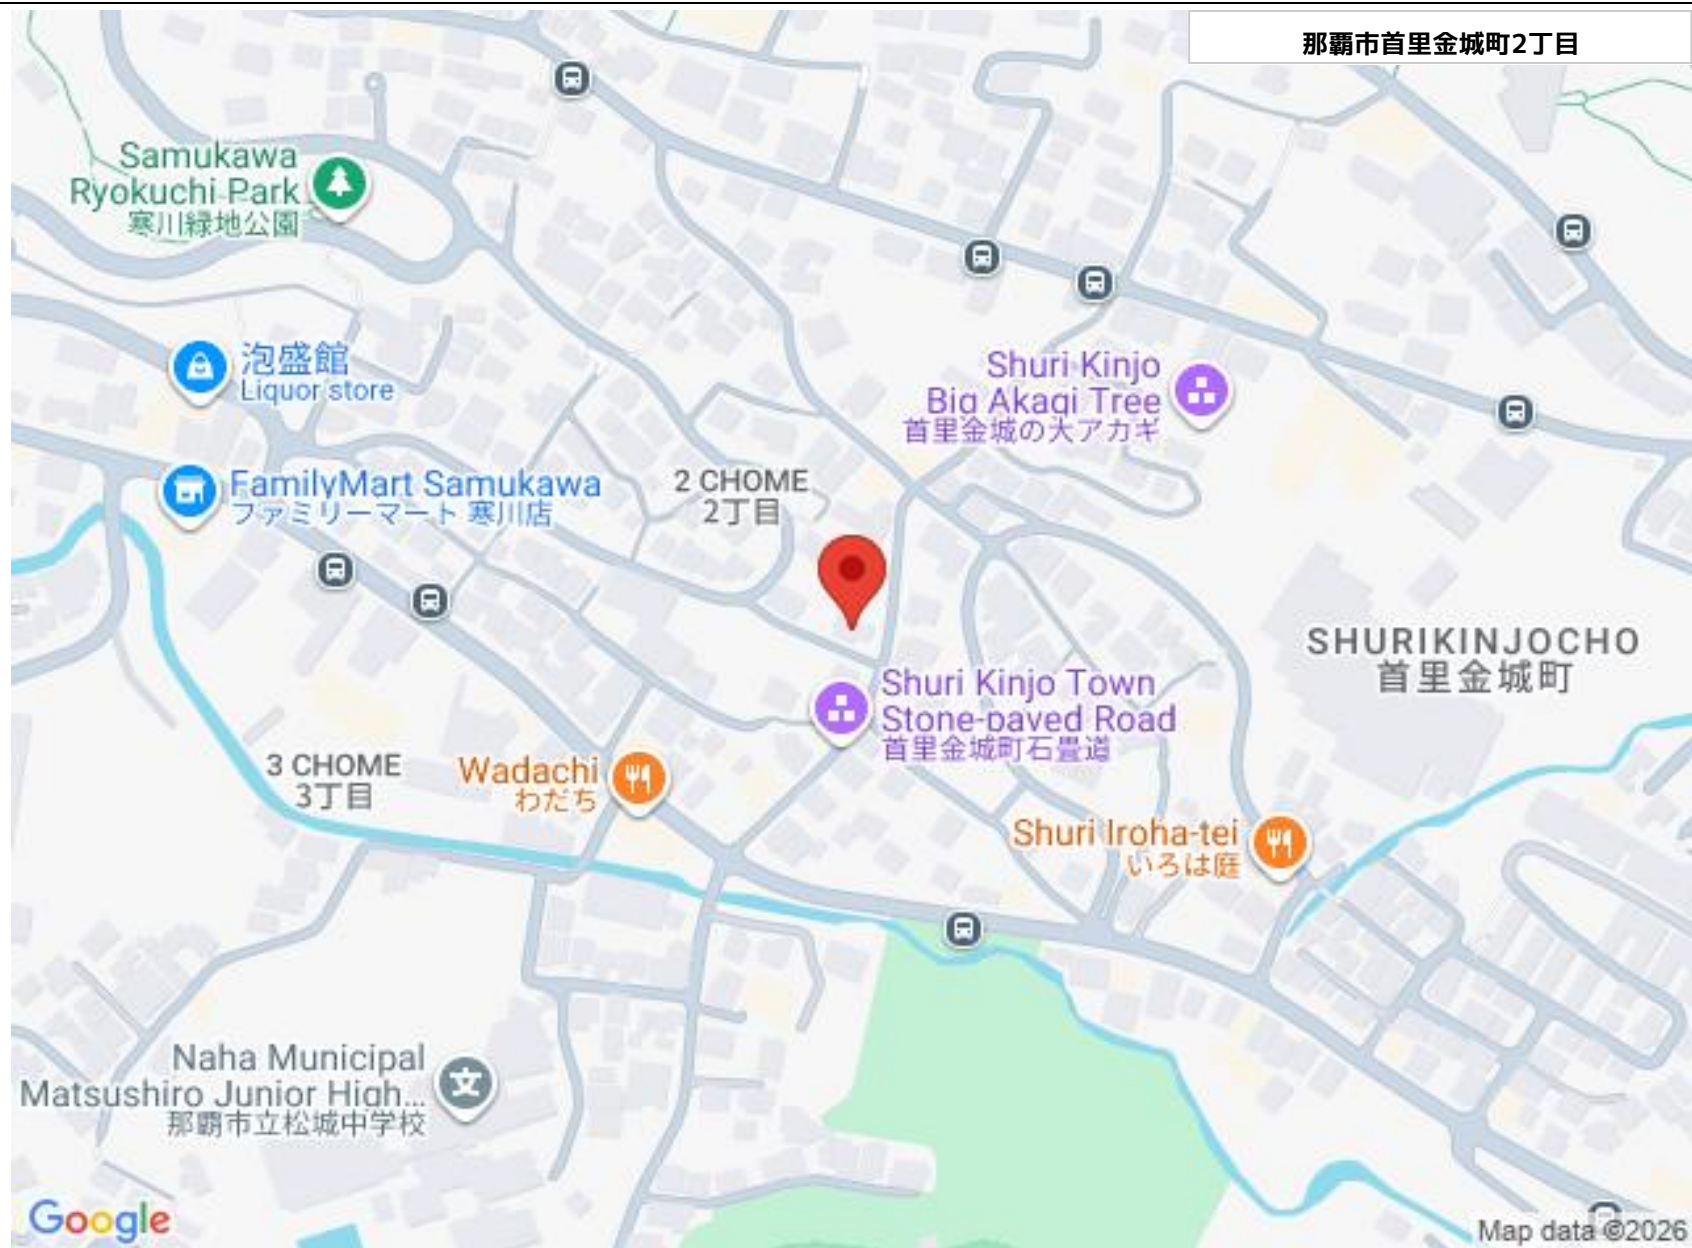 那覇市首里金城町2丁目
Samukawa
Ryokuchi Park
寒川緑地公園
泡盛館
Liquor store
Shuri Kinjo
Big Akagi Tree
首里金城の大アカギ
FamilyMart Samukawa
ファミリーマート 寒川店
2 CHOME
2丁目
SHURIKINJOCHO
首里金城町
Shuri Kinjo Town
Stone-paved Road
首里金城町石畳道
3 CHOME
3丁目
Wadachi
わだち
Shuri Iroha-tei
いろは庭
Naha Municipal
Matsushiro Junior High...
那覇市立松城中学校
文
Google
Map data ©2026